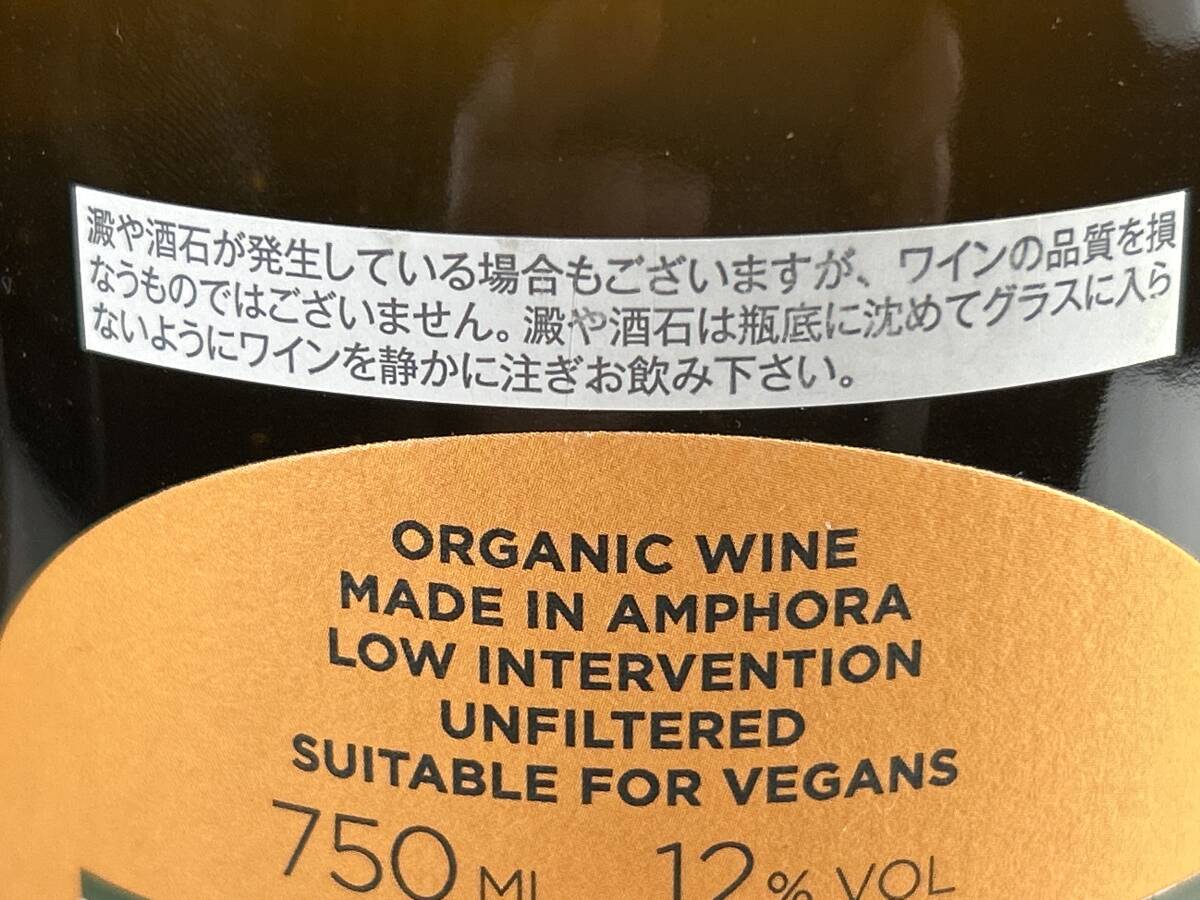 澱や酒石が発生している場合もございますが、ワインの品質を損
なうものではございません。澱や酒石は瓶底に沈めてグラスに入ら
ないようにワインを静かに注ぎお飲み下さい。
ORGANIC WINE
MADE IN AMPHORA
LOW INTERVENTION
UNFILTERED
SUITABLE FOR VEGANS
750 ML 12% VOL